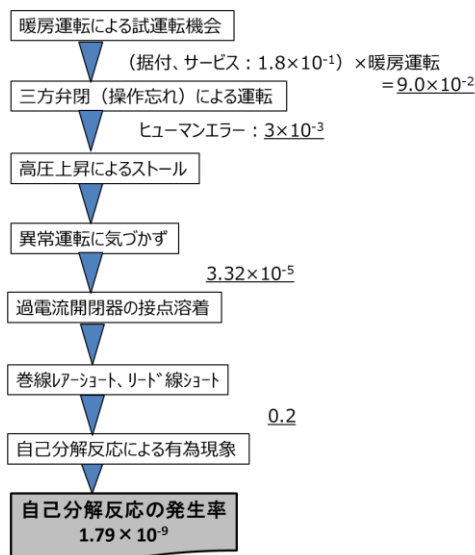 暖房運転による試運転機会
（据付、サービス：1.8×10⁻¹）×暖房運転
＝9.0×10⁻²
三方弁閉（操作忘れ）による運転
ヒューマンエラー：3×10⁻³
高圧上昇によるストール
異常運転に気づかず
3.32×10⁻⁵
過電流開閉器の接点溶着
巻線レアーショート、リード線ショート
0.2
自己分解反応による有為現象
自己分解反応の発生率
1.79 × 10⁻⁹